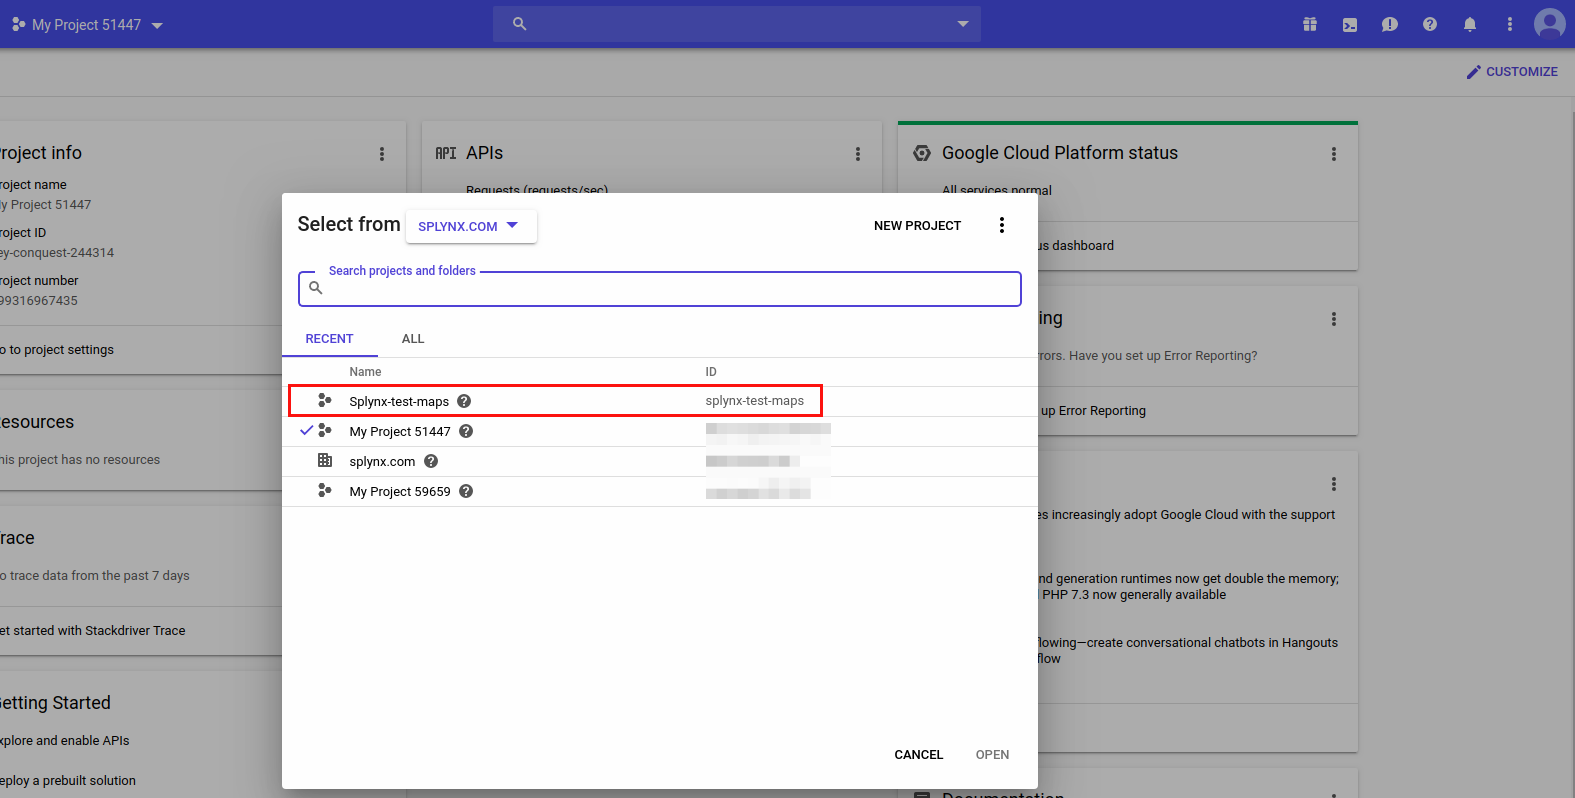 My Project 51447
CUSTOMIZE
roject info
roject name
ly Project 51447
roject ID
ey-conquest-244314
roject number
99316967435
o to project settings
API APIs
Requests (requests/sec)
Google Cloud Platform status
All services normal
us dashboard
Select from SPLYNX.COM
NEW PROJECT
Search projects and folders
RECENT ALL
Name ID
Splynx-test-maps splynx-test-maps
My Project 51447
splynx.com
My Project 59659
CANCEL OPEN
esources
his project has no resources
race
o trace data from the past 7 days
et started with Stackdriver Trace
etting Started
xplore and enable APIs
eploy a prebuilt solution
ing
rors. Have you set up Error Reporting?
up Error Reporting
es increasingly adopt Google Cloud with the support
nd generation runtimes now get double the memory;
PHP 7.3 now generally available
lowing—create conversational chatbots in Hangouts
flow
Documentation